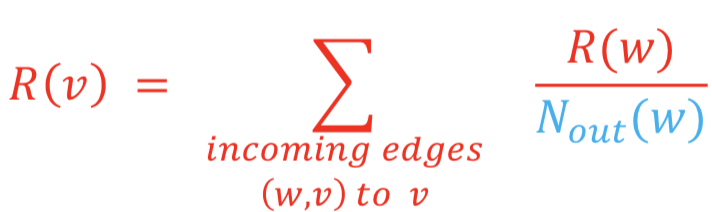 R(v) = ∑ R(w) / N_out(w)
incoming edges
(w,v) to v